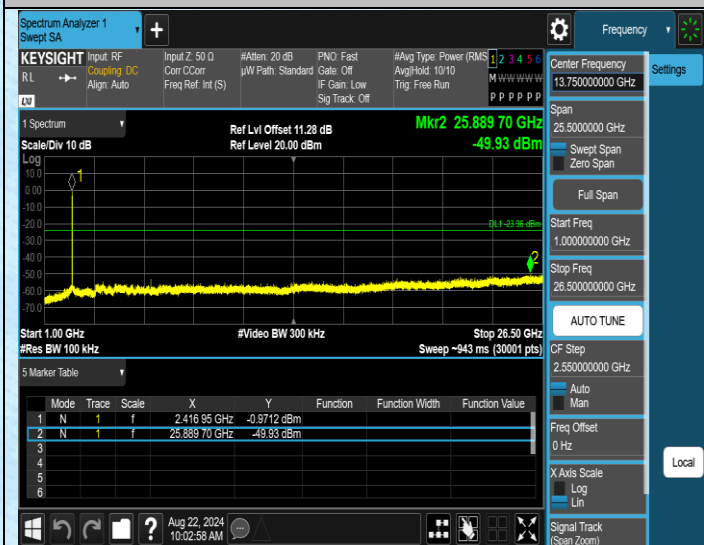 Spectrum Analyzer 1
Swept SA
Frequency
KEYSIGHT
RL
LXI
Input: RF
Coupling: DC
Align: Auto
Input Z: 50 Ω
Corr CCorr
Freq Ref: Int (S)
#Atten: 20 dB
µW Path: Standard
PNO: Fast
Gate: Off
IF Gain: Low
Sig Track: Off
#Avg Type: Power (RMS
Avg|Hold: 10/10
Trig: Free Run
1 2 3 4 5 6
M W W W W W
P P P P P P
1 Spectrum
Scale/Div 10 dB
Ref Lvl Offset 11.28 dB
Ref Level 20.00 dBm
Mkr2 25.889 70 GHz
-49.93 dBm
Log
10.0
0.00
-10.0
-20.0
-30.0
-40.0
-50.0
-60.0
-70.0
1
DL1 -23.96 dBm
2
Start 1.00 GHz
#Res BW 100 kHz
#Video BW 300 kHz
Stop 26.50 GHz
Sweep ~943 ms (30001 pts)
5 Marker Table
Mode Trace Scale X Y Function Function Width Function Value
1 N 1 f 2.416 95 GHz -0.9712 dBm
2 N 1 f 25.889 70 GHz -49.93 dBm
3
4
5
6
Aug 22, 2024
10:02:58 AM
Center Frequency
13.750000000 GHz
Settings
Span
25.5000000 GHz
Swept Span
Zero Span
Full Span
Start Freq
1.000000000 GHz
Stop Freq
26.500000000 GHz
AUTO TUNE
CF Step
2.550000000 GHz
Auto
Man
Freq Offset
0 Hz
X Axis Scale
Log
Lin
Local
Signal Track
(Span Zoom)